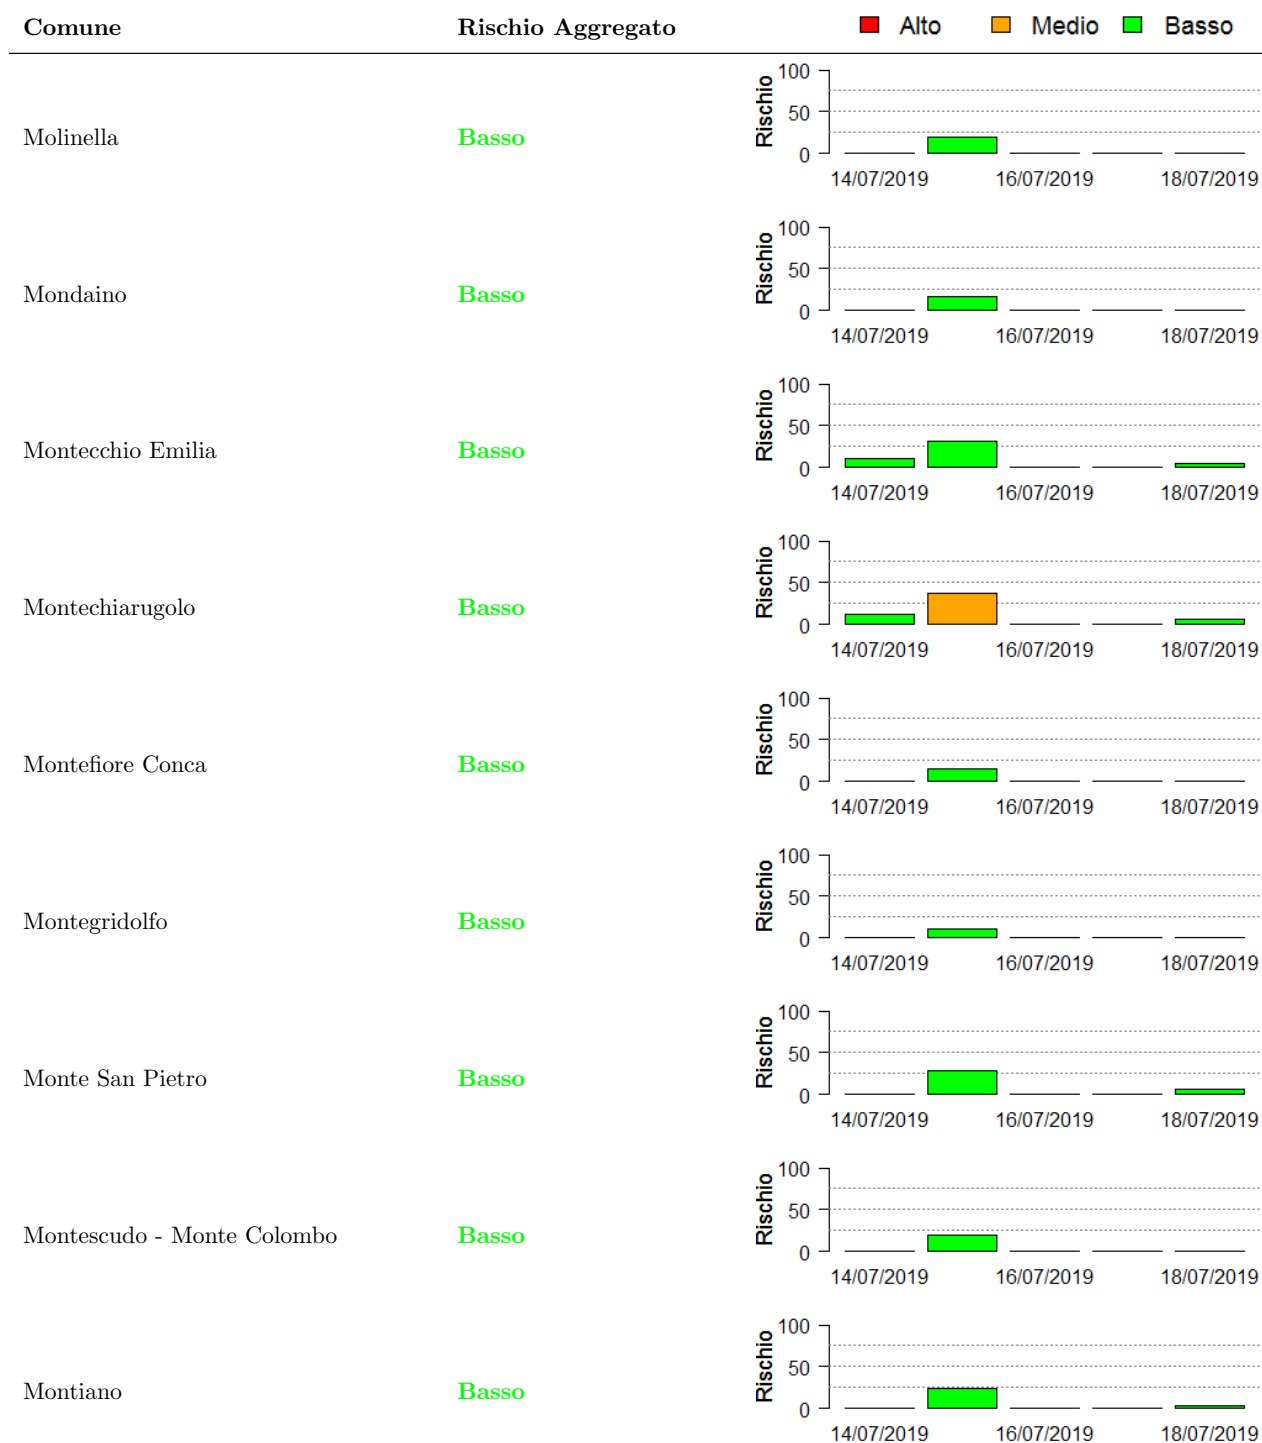 Comune Rischio Aggregato Alto Medio Basso
Molinella Basso Rischio 100 50 0
14/07/2019 16/07/2019 18/07/2019
Mondaino Basso Rischio 100 50 0
14/07/2019 16/07/2019 18/07/2019
Montecchio Emilia Basso Rischio 100 50 0
14/07/2019 16/07/2019 18/07/2019
Montechiarugolo Basso Rischio 100 50 0
14/07/2019 16/07/2019 18/07/2019
Montefiore Conca Basso Rischio 100 50 0
14/07/2019 16/07/2019 18/07/2019
Montegridolfo Basso Rischio 100 50 0
14/07/2019 16/07/2019 18/07/2019
Monte San Pietro Basso Rischio 100 50 0
14/07/2019 16/07/2019 18/07/2019
Montescudo - Monte Colombo Basso Rischio 100 50 0
14/07/2019 16/07/2019 18/07/2019
Montiano Basso Rischio 100 50 0
14/07/2019 16/07/2019 18/07/2019